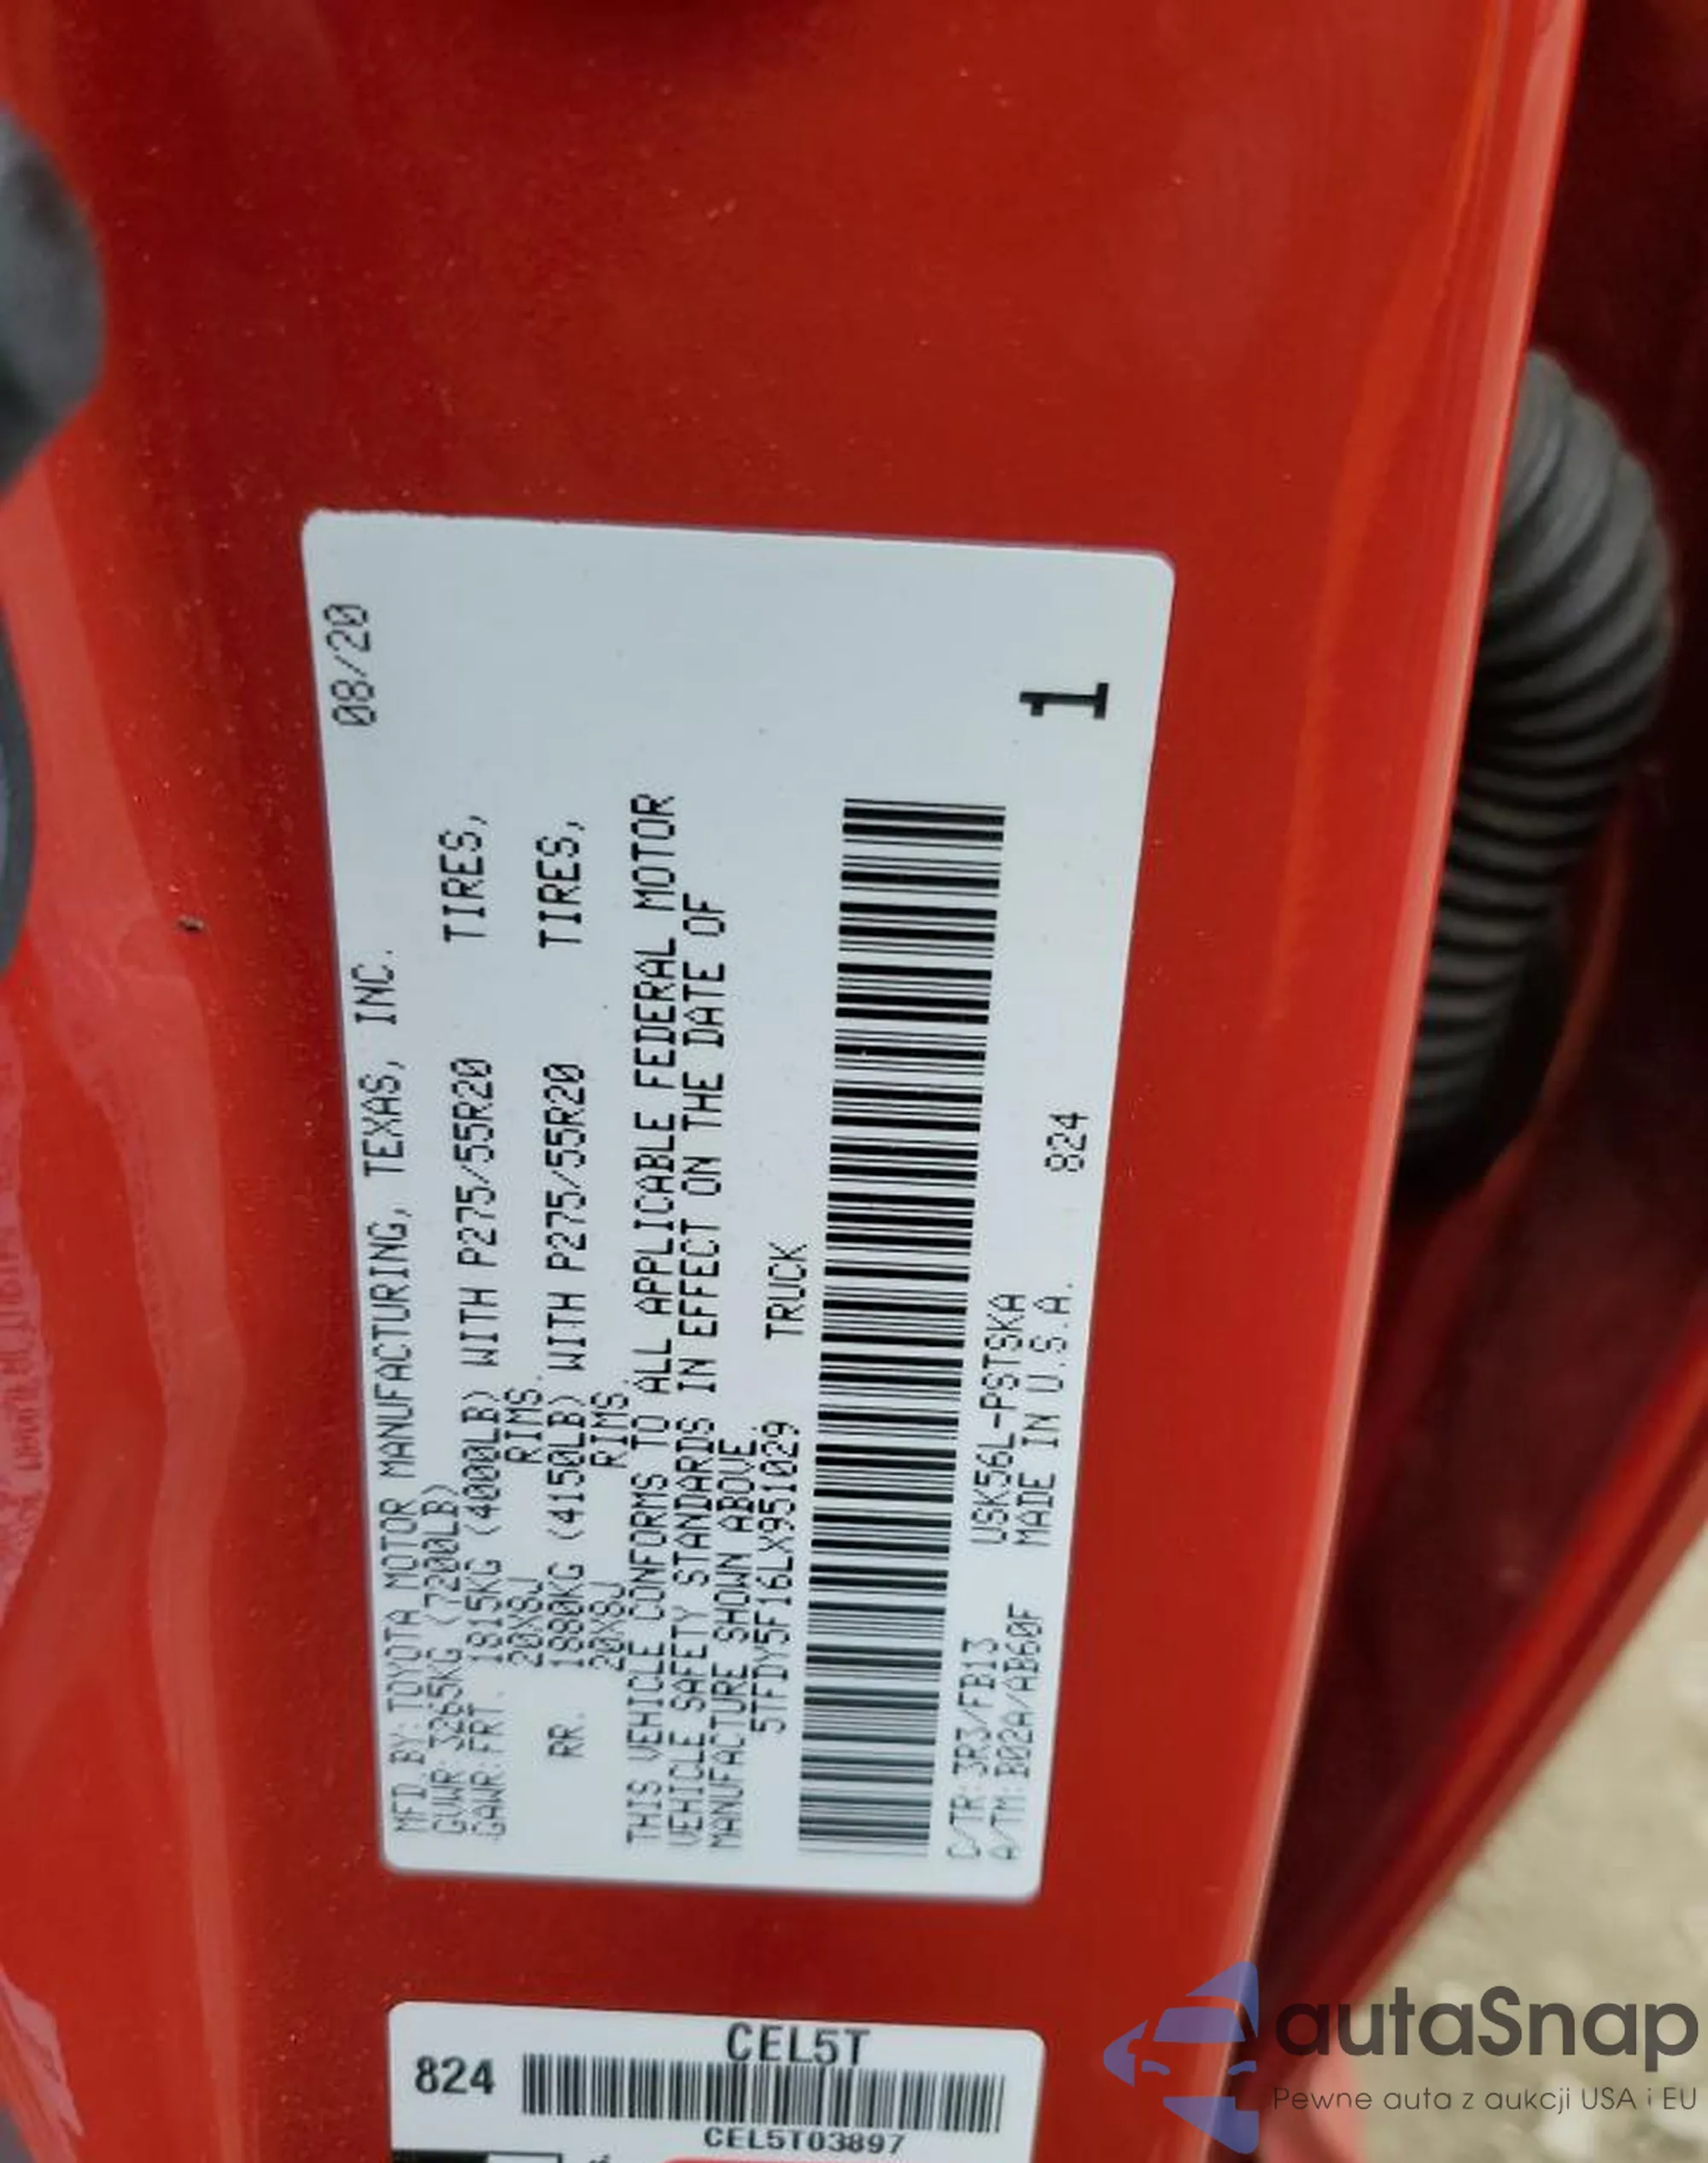 08/20
MFD.BY:TOYOTA MOTOR MANUFACTURING, TEXAS, INC.
GVWR: 3265KG (7200LB)
GAWR:FRT. 1815KG (4000LB) WITH P275/55R20 TIRES,
20X8J RIMS.
RR. 1880KG (4150LB) WITH P275/55R20 TIRES,
20X8J RIMS.
THIS VEHICLE CONFORMS TO ALL APPLICABLE FEDERAL MOTOR
VEHICLE SAFETY STANDARDS IN EFFECT ON THE DATE OF
MANUFACTURE SHOWN ABOVE.
5TFDY5F16LX951029 TRUCK
1
C/TR:3R3/FB13 USK56L-PSTSKA
A/TM:B02A/AB60F MADE IN U.S.A. 824
CEL5T
824
CEL5T03897
autaSnap
Pewne auta z aukcji USA i EU